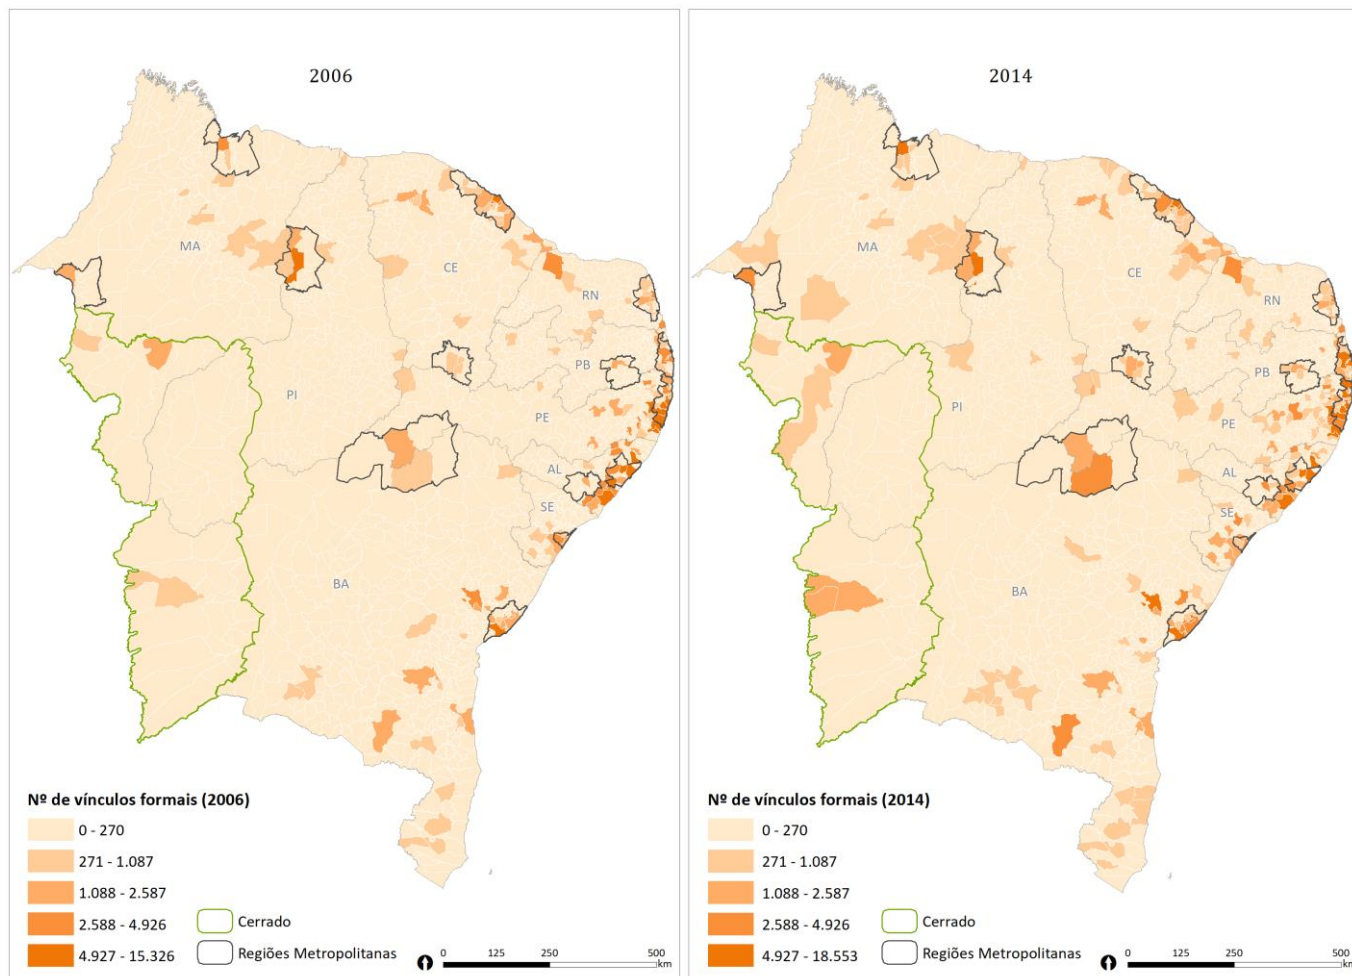 2006
MA
CE
RN
PB
PI
PE
AL
SE
BA
Nº de vínculos formais (2006)
0 - 270
271 - 1.087
1.088 - 2.587
2.588 - 4.926
4.927 - 15.326
Cerrado
Regiões Metropolitanas
0 125 250 500
km
2014
MA
CE
RN
PB
PI
PE
AL
SE
BA
Nº de vínculos formais (2014)
0 - 270
271 - 1.087
1.088 - 2.587
2.588 - 4.926
4.927 - 18.553
Cerrado
Regiões Metropolitanas
0 125 250 500
km